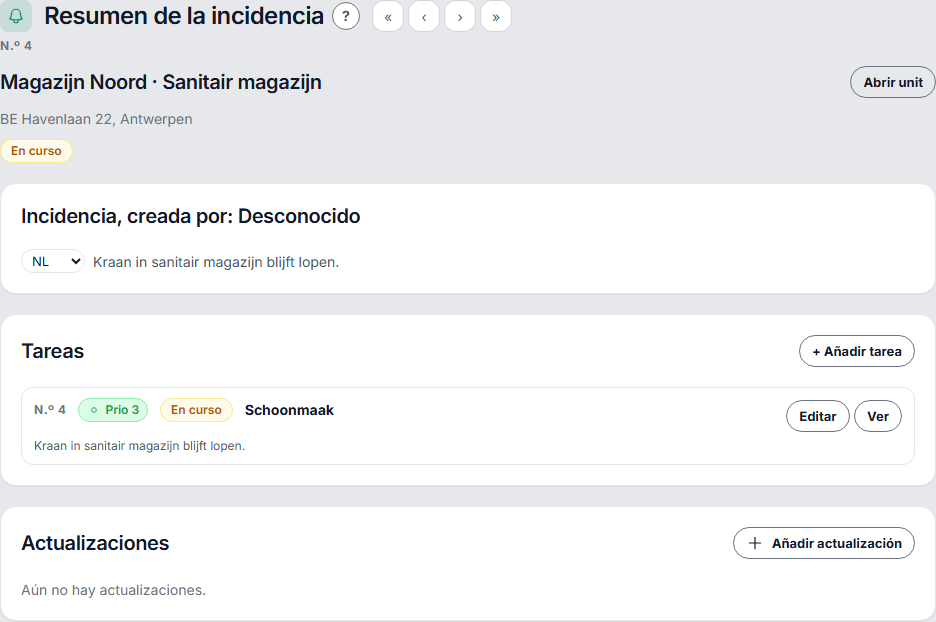 Resumen de la incidencia ? « ‹ › »
N.º 4
Magazijn Noord · Sanitair magazijn
Abrir unit
BE Havenlaan 22, Antwerpen
En curso
Incidencia, creada por: Desconocido
NL Kraan in sanitair magazijn blijft lopen.
Tareas
+ Añadir tarea
N.º 4 Prio 3 En curso Schoonmaak
Editar Ver
Kraan in sanitair magazijn blijft lopen.
Actualizaciones
+ Añadir actualización
Aún no hay actualizaciones.